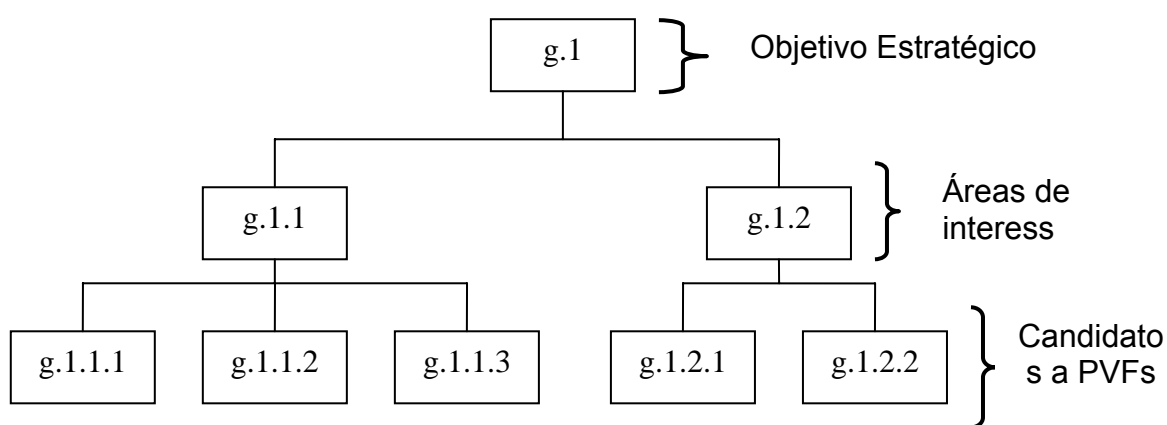 g.1
Objetivo Estratégico
g.1.1
g.1.2
Áreas de
interess
g.1.1.1
g.1.1.2
g.1.1.3
g.1.2.1
g.1.2.2
Candidato
s a PVFs